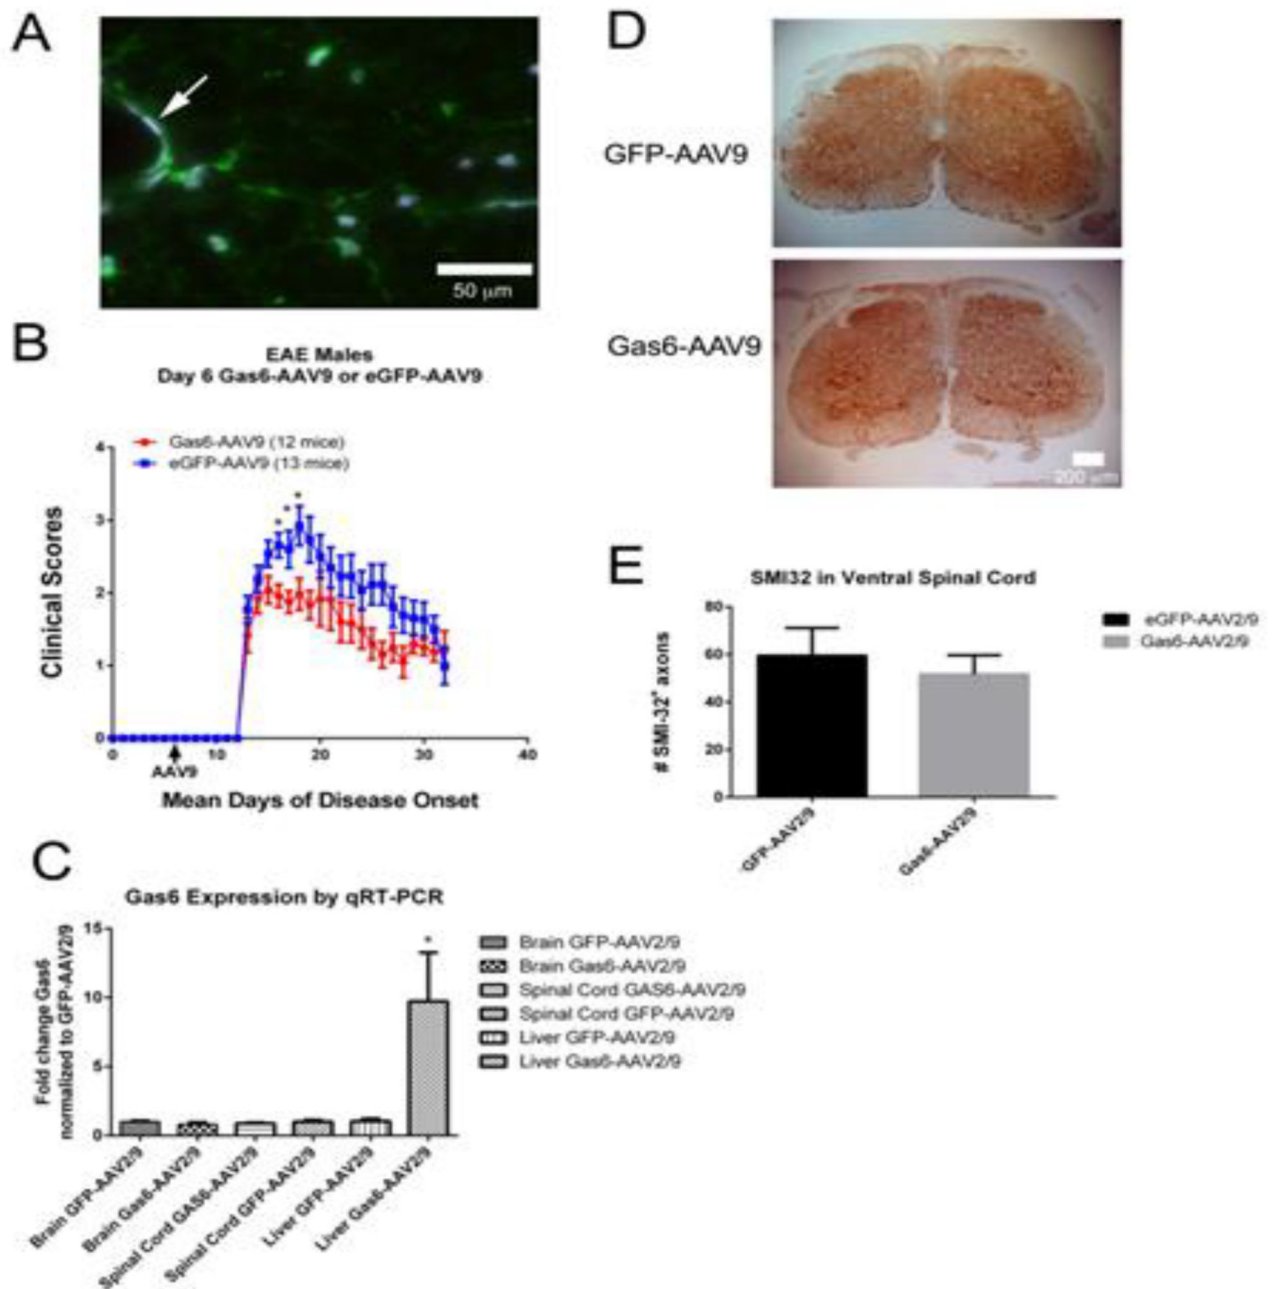 A
50 μm
B
EAE Males
Day 6 Gas6-AAV9 or eGFP-AAV9
Gas6-AAV9 (12 mice)
eGFP-AAV9 (13 mice)
Clinical Scores
4
3
2
1
0
* * *
0 10 20 30 40
AAV9
Mean Days of Disease Onset
C
Gas6 Expression by qRT-PCR
Fold change Gas6
normalized to GFP-AAV2/9
15
10
5
0
*
Brain GFP-AAV2/9
Brain Gas6-AAV2/9
Spinal Cord GAS6-AAV2/9
Spinal Cord GFP-AAV2/9
Liver GFP-AAV2/9
Liver Gas6-AAV2/9
Brain GFP-AAV2/9
Brain Gas6-AAV2/9
Spinal Cord GAS6-AAV2/9
Spinal Cord GFP-AAV2/9
Liver GFP-AAV2/9
Liver Gas6-AAV2/9
D
GFP-AAV9
Gas6-AAV9
200 μm
E
SMI32 in Ventral Spinal Cord
# SMI-32+ axons
80
60
40
20
0
eGFP-AAV2/9
Gas6-AAV2/9
GFP-AAV2/9
Gas6-AAV2/9